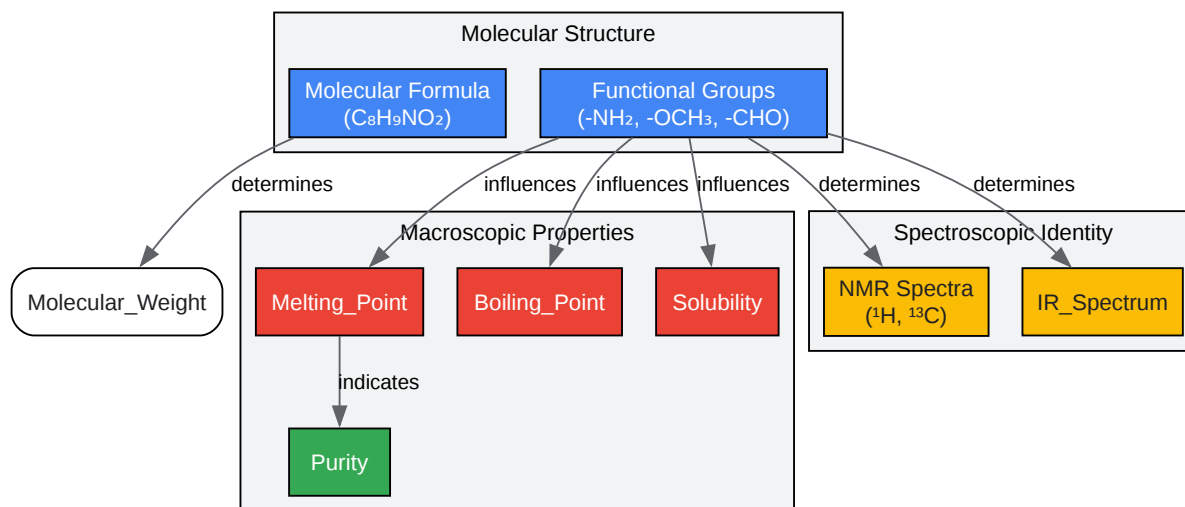 Molecular Structure
Molecular Formula
(C₈H₉NO₂)
Functional Groups
(-NH₂, -OCH₃, -CHO)
determines
influences
influences
influences
determines
determines
Macroscopic Properties
Spectroscopic Identity
Molecular_Weight
Melting_Point
Boiling_Point
Solubility
NMR Spectra
(¹H, ¹³C)
IR_Spectrum
indicates
Purity